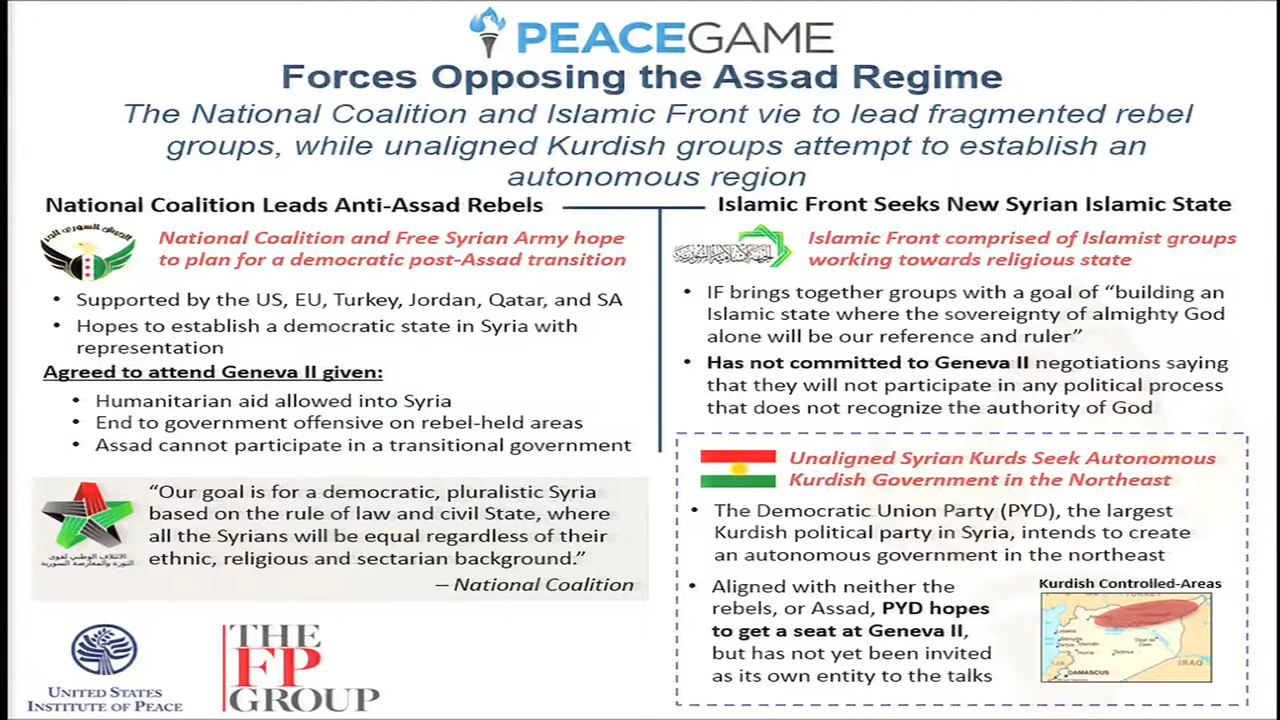 PEACEGAME
Forces Opposing the Assad Regime
The National Coalition and Islamic Front vie to lead fragmented rebel
groups, while unaligned Kurdish groups attempt to establish an
autonomous region
National Coalition Leads Anti-Assad Rebels
الجيش السوري الحر
National Coalition and Free Syrian Army hope
to plan for a democratic post-Assad transition
• Supported by the US, EU, Turkey, Jordan, Qatar, and SA
• Hopes to establish a democratic state in Syria with
representation
Agreed to attend Geneva II given:
• Humanitarian aid allowed into Syria
• End to government offensive on rebel-held areas
• Assad cannot participate in a transitional government
“Our goal is for a democratic, pluralistic Syria
based on the rule of law and civil State, where
all the Syrians will be equal regardless of their
ethnic, religious and sectarian background.”
– National Coalition
الائتلاف الوطني لقوى
الثورة والمعارضة السورية
UNITED STATES
INSTITUTE OF PEACE
THE
FP
GROUP
Islamic Front Seeks New Syrian Islamic State
الجبهة الإسلامية السورية
Islamic Front comprised of Islamist groups
working towards religious state
• IF brings together groups with a goal of “building an
Islamic state where the sovereignty of almighty God
alone will be our reference and ruler”
• Has not committed to Geneva II negotiations saying
that they will not participate in any political process
that does not recognize the authority of God
Unaligned Syrian Kurds Seek Autonomous
Kurdish Government in the Northeast
• The Democratic Union Party (PYD), the largest
Kurdish political party in Syria, intends to create
an autonomous government in the northeast
• Aligned with neither the
rebels, or Assad, PYD hopes
to get a seat at Geneva II,
but has not yet been invited
as its own entity to the talks
Kurdish Controlled-Areas
TURKEY
IRAQ
DAMASCUS